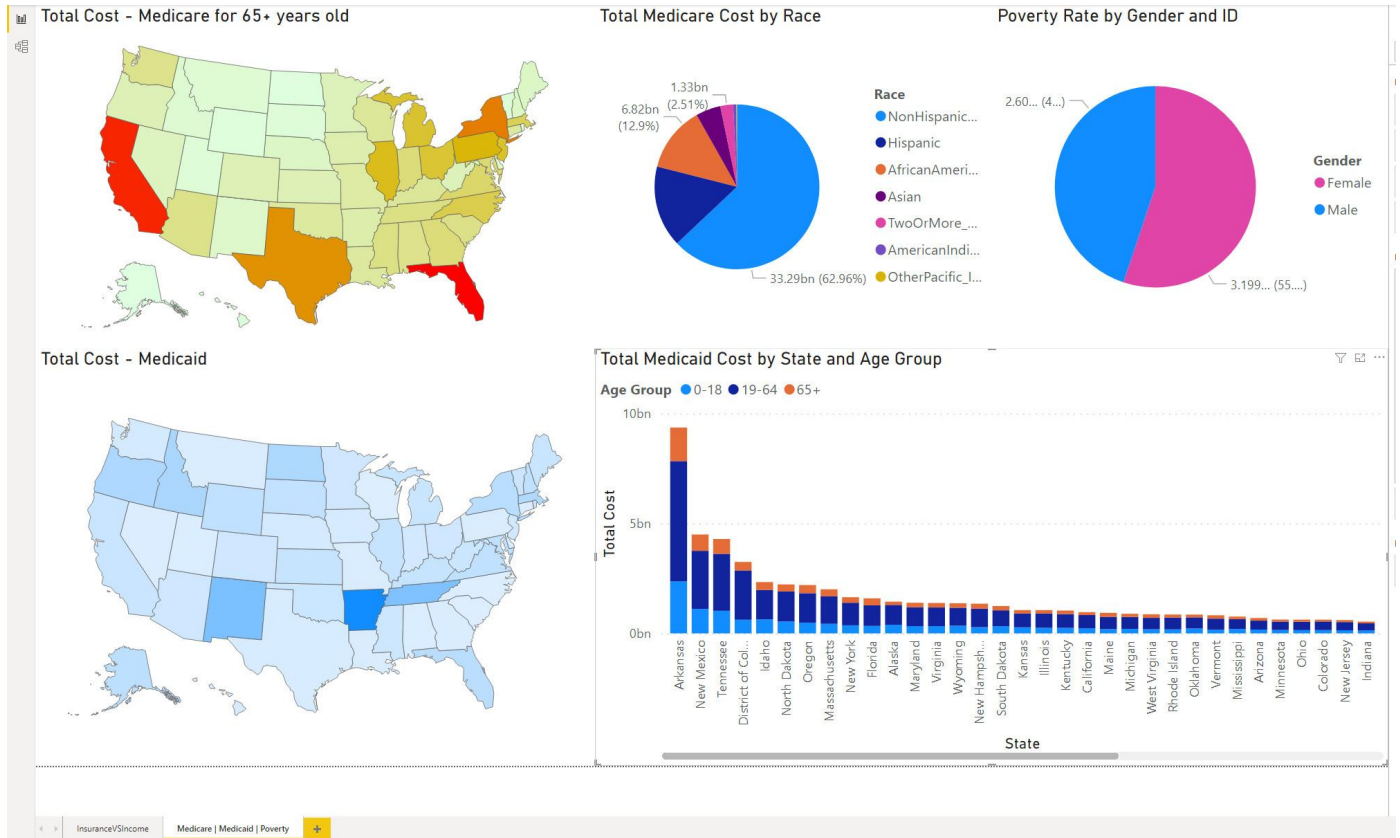 Total Cost - Medicare for 65+ years old
Total Medicare Cost by Race
1.33bn
(2.51%)
6.82bn
(12.9%)
33.29bn (62.96%)
Race
NonHispanic...
Hispanic
AfricanAmeri...
Asian
TwoOrMore_...
AmericanIndi...
OtherPacific_I...
Poverty Rate by Gender and ID
2.60... (4...)
3.199... (55....)
Gender
Female
Male
Total Cost - Medicaid
Total Medicaid Cost by State and Age Group
Age Group 0-18 19-64 65+
10bn
5bn
0bn
Total Cost
Arkansas
New Mexico
Tennessee
District of Col...
Idaho
North Dakota
Oregon
Massachusetts
New York
Florida
Alaska
Maryland
Virginia
Wyoming
New Hampsh...
South Dakota
Kansas
Illinois
Kentucky
California
Maine
Michigan
West Virginia
Rhode Island
Oklahoma
Vermont
Mississippi
Arizona
Minnesota
Ohio
Colorado
New Jersey
Indiana
State
InsuranceVSIncome
Medicare | Medicaid | Poverty
+